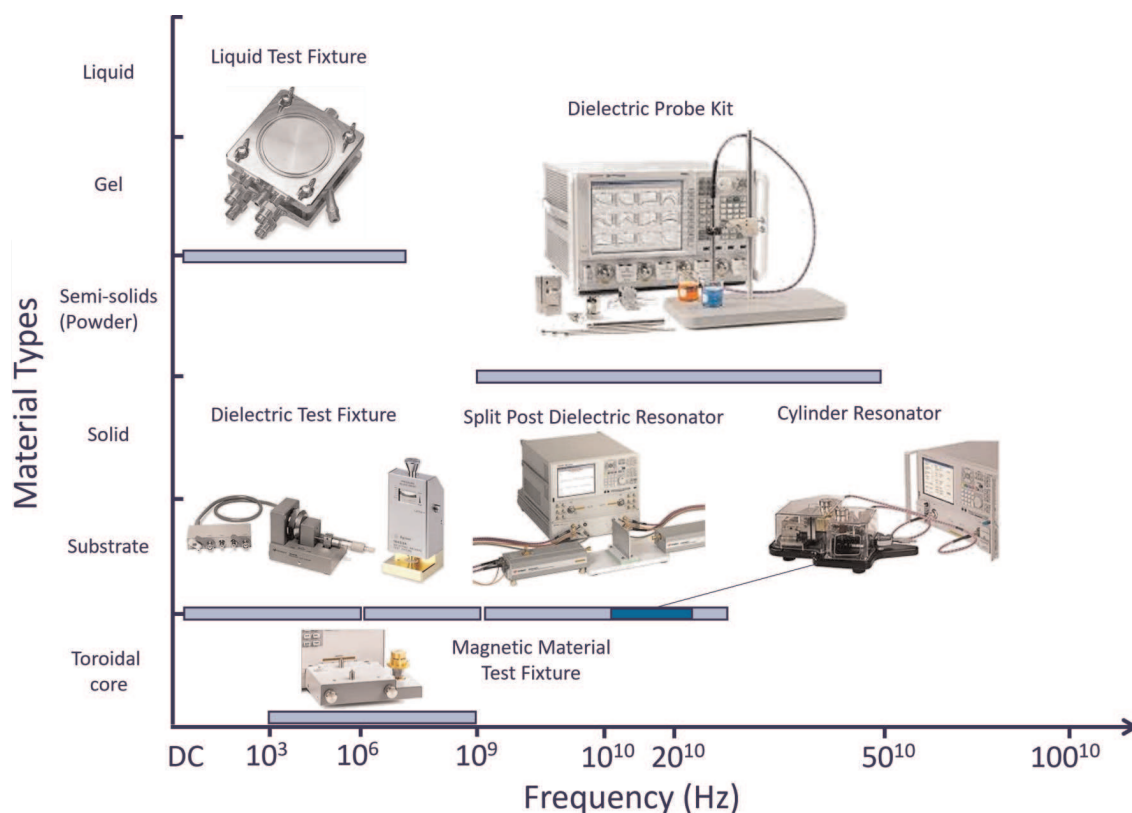 Liquid Test Fixture
Liquid
Dielectric Probe Kit
Gel
Semi-solids
(Powder)
Material Types
Dielectric Test Fixture
Split Post Dielectric Resonator
Cylinder Resonator
Solid
Substrate
Magnetic Material
Test Fixture
Toroidal
core
DC 10³ 10⁶ 10⁹ 10¹⁰ 20¹⁰ 50¹⁰ 100¹⁰
Frequency (Hz)